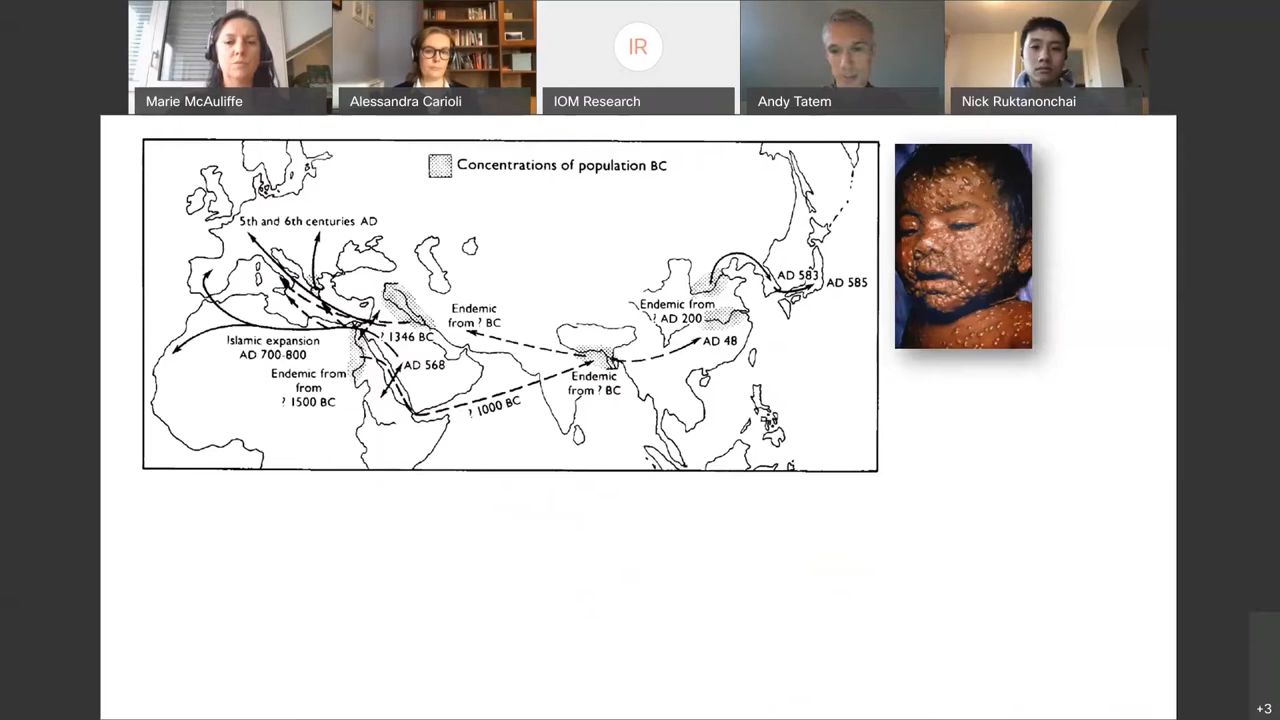 Marie McAuliffe
Alessandra Carioli
IR
IOM Research
Andy Tatem
Nick Ruktanonchai
Concentrations of population BC
5th and 6th centuries AD
AD 583
AD 585
Endemic
from ? BC
Endemic from
? AD 200
? 1346 BC
AD 48
Islamic expansion
AD 700-800
AD 568
Endemic from
from
? 1500 BC
Endemic
from ? BC
? 1000 BC
+3